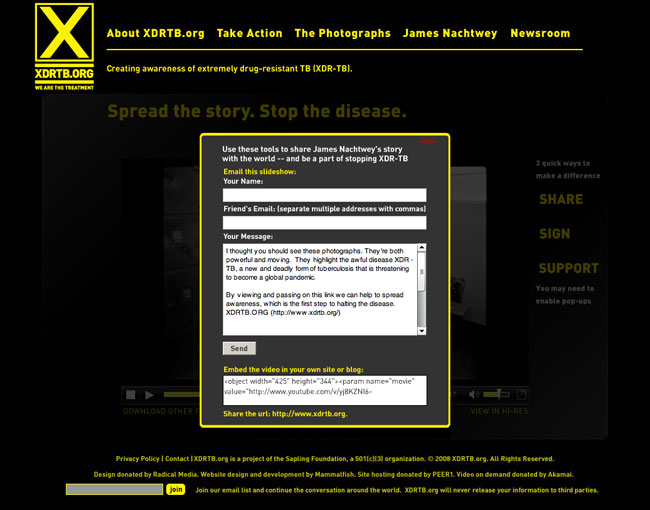 X
XDRTB.ORG
WE ARE THE TREATMENT
About XDRTB.org Take Action The Photographs James Nachtwey Newsroom
Creating awareness of extremely drug-resistant TB (XDR-TB).
Spread the story. Stop the disease.
Use these tools to share James Nachtwey's story
with the world -- and be a part of stopping XDR-TB
Email this slideshow:
Your Name:
Friend's Email: (separate multiple addresses with commas)
Your Message:
I thought you should see these photographs. They're both
powerful and moving. They highlight the awful disease XDR -
TB, a new and deadly form of tuberculosis that is threatening
to become a global pandemic.
By viewing and passing on this link we can help to spread
awareness, which is the first step to halting the disease.
XDRTB.ORG (http://www.xdrtb.org/)
Send
Embed the video in your own site or blog:
<object width="425" height="344"><param name="movie"
Share the url: http://www.xdrtb.org.
3 quick ways to
make a difference
SHARE
SIGN
SUPPORT
You may need to
enable pop-ups
DOWNLOAD OTHER
VIEW IN HI-RES
Privacy Policy | Contact | XDRTB.org is a project of the Sapling Foundation, a 501(c)(3) organization. © 2008 XDRTB.org. All Rights Reserved.
Design donated by Radical Media. Website design and development by Mammalfish. Site hosting donated by PEER1. Video on demand donated by Akamai.
join Join our email list and continue the conversation around the world. XDRTB.org will never release your information to third parties.